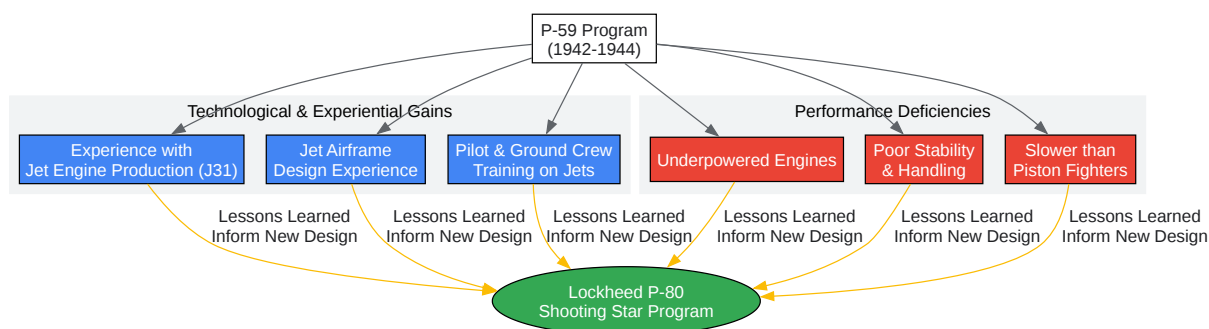 P-59 Program
(1942-1944)
Technological & Experiential Gains
Performance Deficiencies
Experience with
Jet Engine Production (J31)
Jet Airframe
Design Experience
Pilot & Ground Crew
Training on Jets
Underpowered Engines
Poor Stability
& Handling
Slower than
Piston Fighters
Lessons Learned
Inform New Design
Lessons Learned
Inform New Design
Lessons Learned
Inform New Design
Lessons Learned
Inform New Design
Lessons Learned
Inform New Design
Lessons Learned
Inform New Design
Lockheed P-80
Shooting Star Program